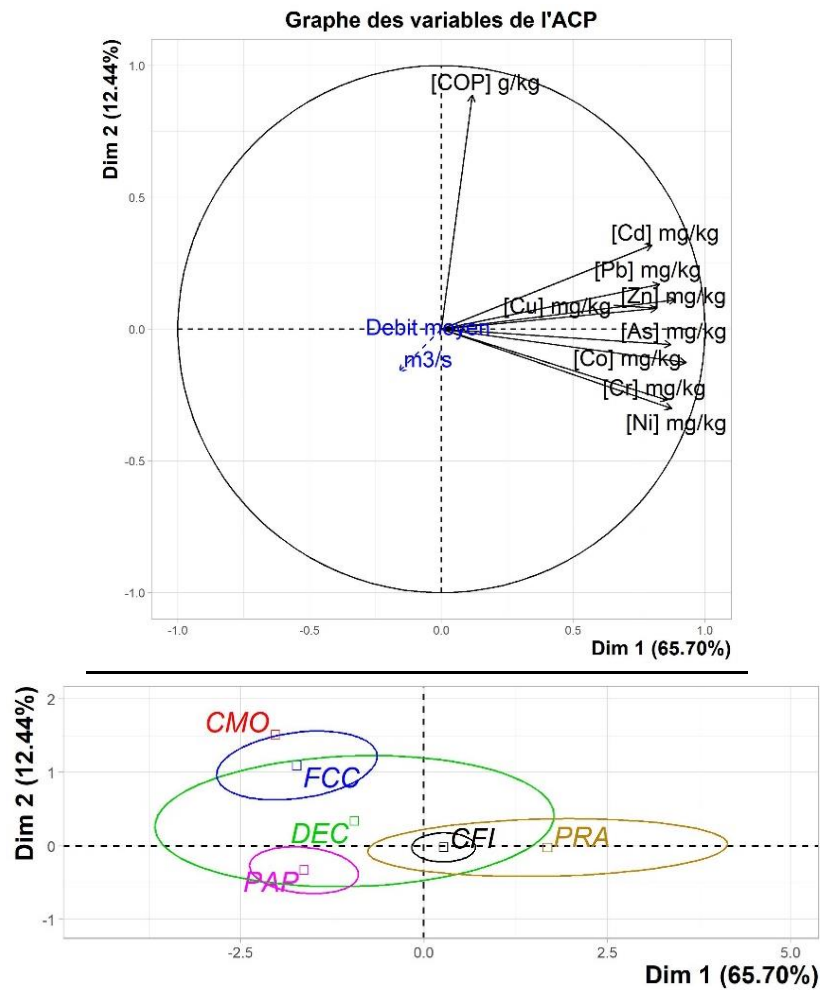 Graphe des variables de l'ACP
Dim 2 (12.44%)
1.0
0.5
0.0
-0.5
-1.0
[COP] g/kg
[Cd] mg/kg
[Pb] mg/kg
[Cu] mg/kg [Zn] mg/kg
Debit moyen [As] mg/kg
m3/s [Co] mg/kg
[Cr] mg/kg
[Ni] mg/kg
-1.0 -0.5 0.0 0.5 1.0
Dim 1 (65.70%)
Dim 2 (12.44%)
2
1
0
-1
CMO
FCC
DEC CFI PRA
PAP
-2.5 0.0 2.5 5.0
Dim 1 (65.70%)